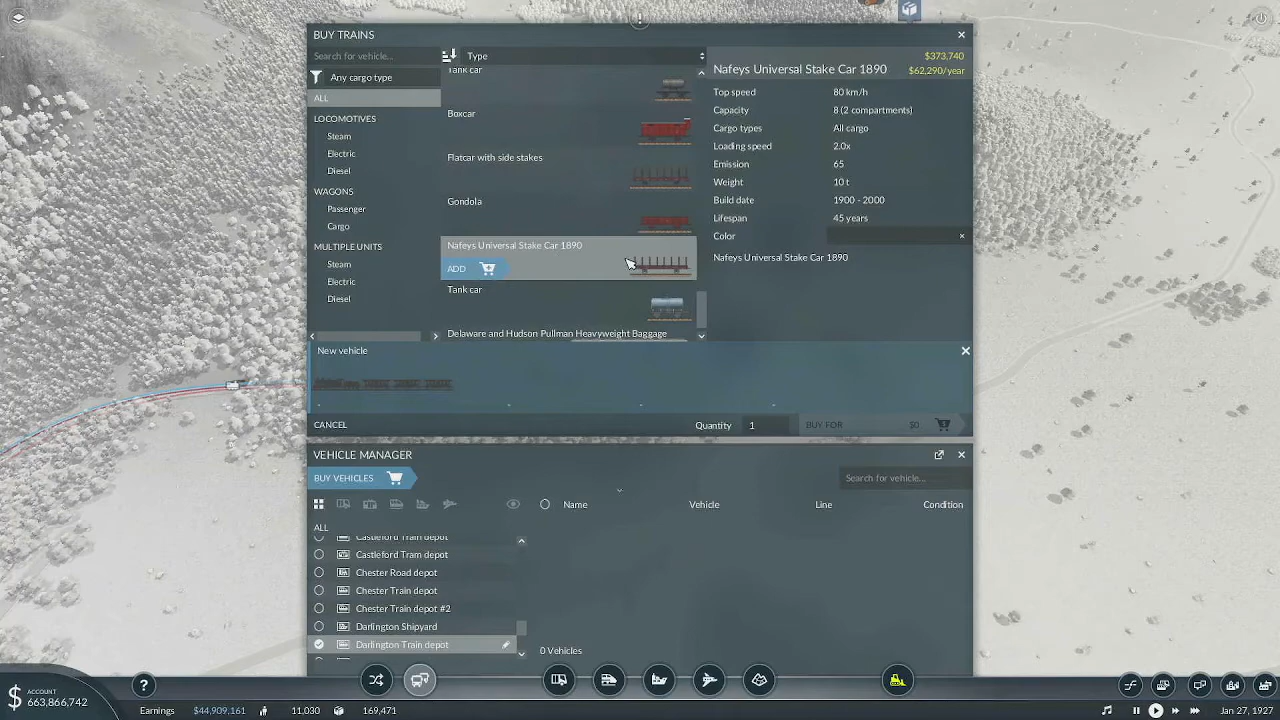 BUY TRAINS
Search for vehicle...
Type
$373,740
Nafeys Universal Stake Car 1890
$62,290/year
Any cargo type
ALL
LOCOMOTIVES
Steam
Electric
Diesel
WAGONS
Passenger
Cargo
MULTIPLE UNITS
Steam
Electric
Diesel
Tank car
Boxcar
Flatcar with side stakes
Gondola
Nafeys Universal Stake Car 1890
ADD
Tank car
Delaware and Hudson Pullman Heavyweight Baggage
Top speed 80 km/h
Capacity 8 (2 compartments)
Cargo types All cargo
Loading speed 2.0x
Emission 65
Weight 10 t
Build date 1900 - 2000
Lifespan 45 years
Color
Nafeys Universal Stake Car 1890
New vehicle
CANCEL
Quantity 1
BUY FOR $0
VEHICLE MANAGER
BUY VEHICLES
Search for vehicle...
Name Vehicle Line Condition
ALL
Castleford Tram depot
Castleford Train depot
Chester Road depot
Chester Train depot
Chester Train depot #2
Darlington Shipyard
Darlington Train depot
0 Vehicles
ACCOUNT
$ 663,866,742
?
Earnings $44,909,161 11,030 169,471
Jan 27, 1927